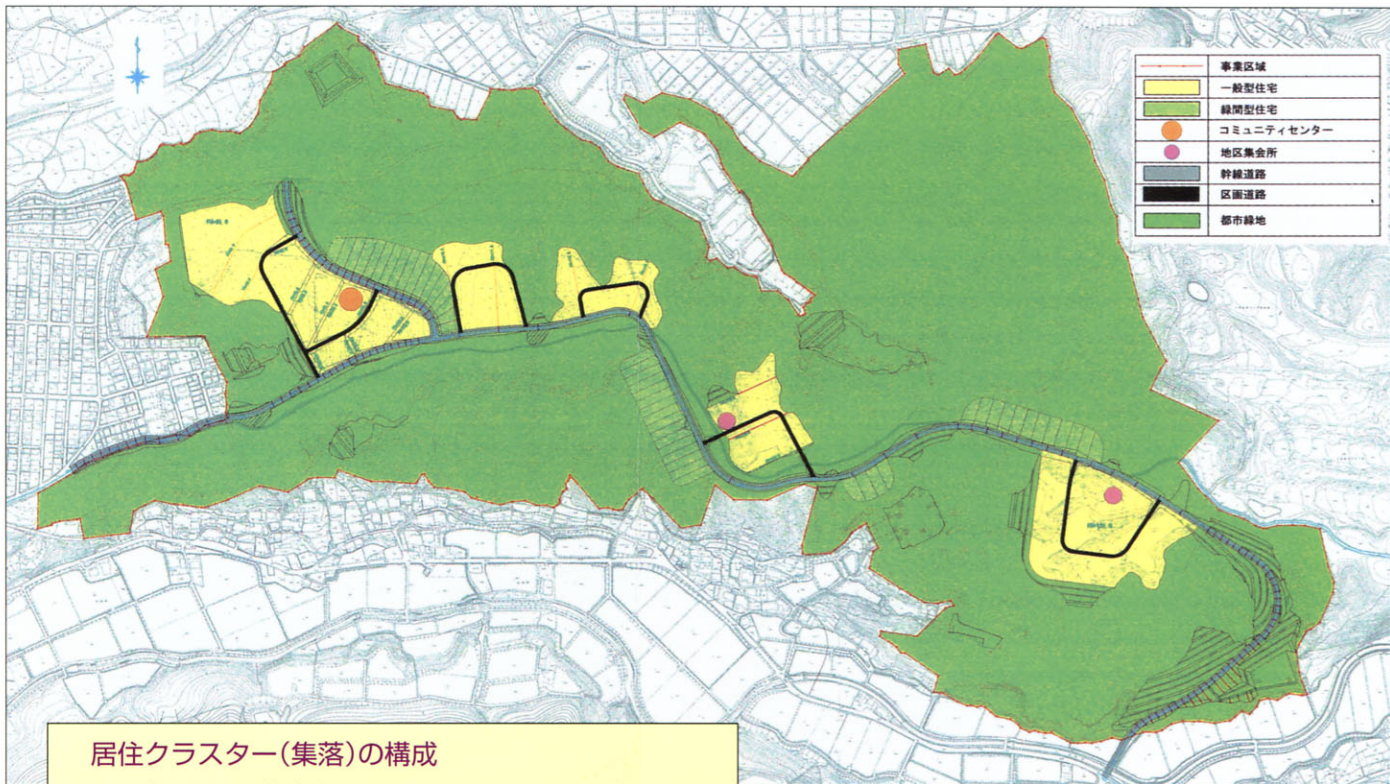 事業区域
一般型住宅
緑間型住宅
コミュニティセンター
地区集会所
幹線道路
区画道路
都市緑地
居住クラスター(集落)の構成